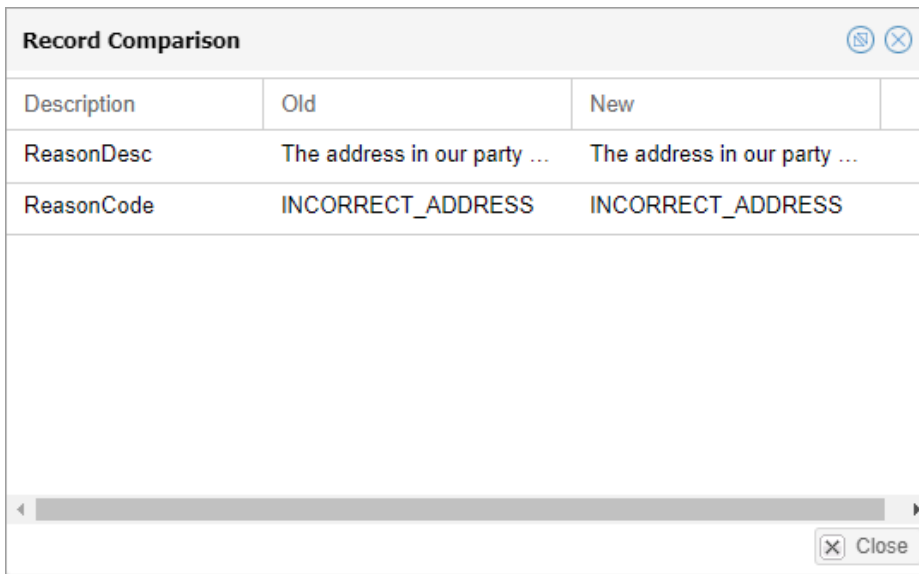 Record Comparison
Description Old New
ReasonDesc The address in our party ... The address in our party ...
ReasonCode INCORRECT_ADDRESS INCORRECT_ADDRESS
Close